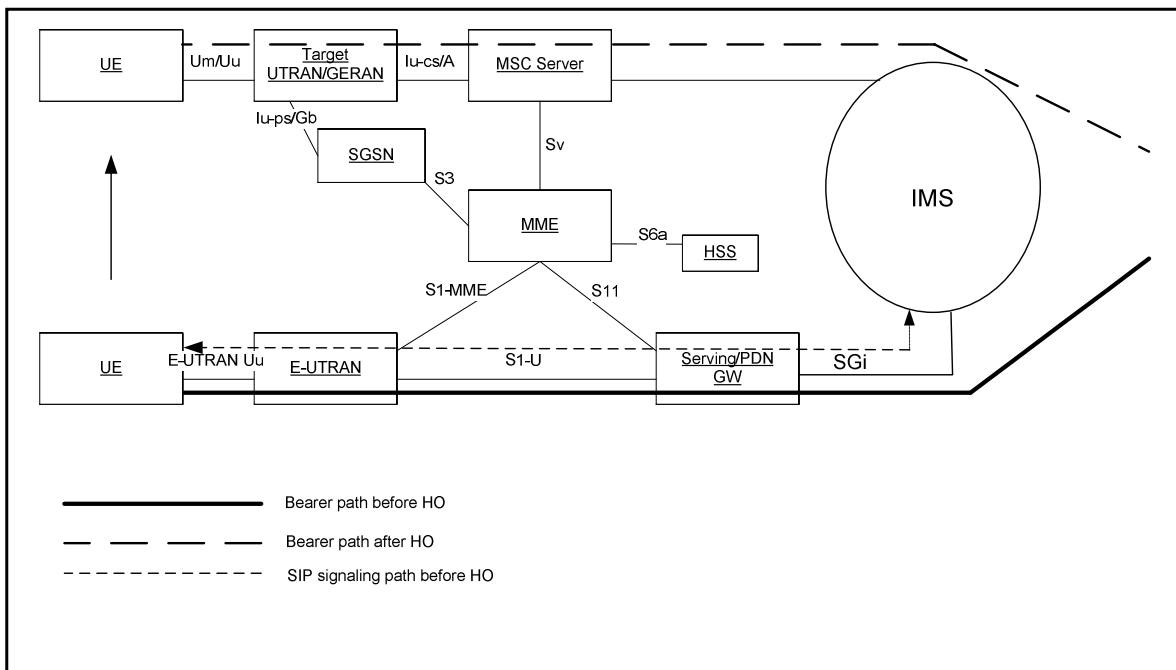 UE
Um/Uu
Target
UTRAN/GERAN
Iu-cs/A
MSC Server
Iu-ps/Gb
SGSN
S3
Sv
MME
S6a
HSS
IMS
S1-MME
S11
UE
E-UTRAN Uu
E-UTRAN
S1-U
Serving/PDN
GW
SGi
Bearer path before HO
Bearer path after HO
SIP signaling path before HO